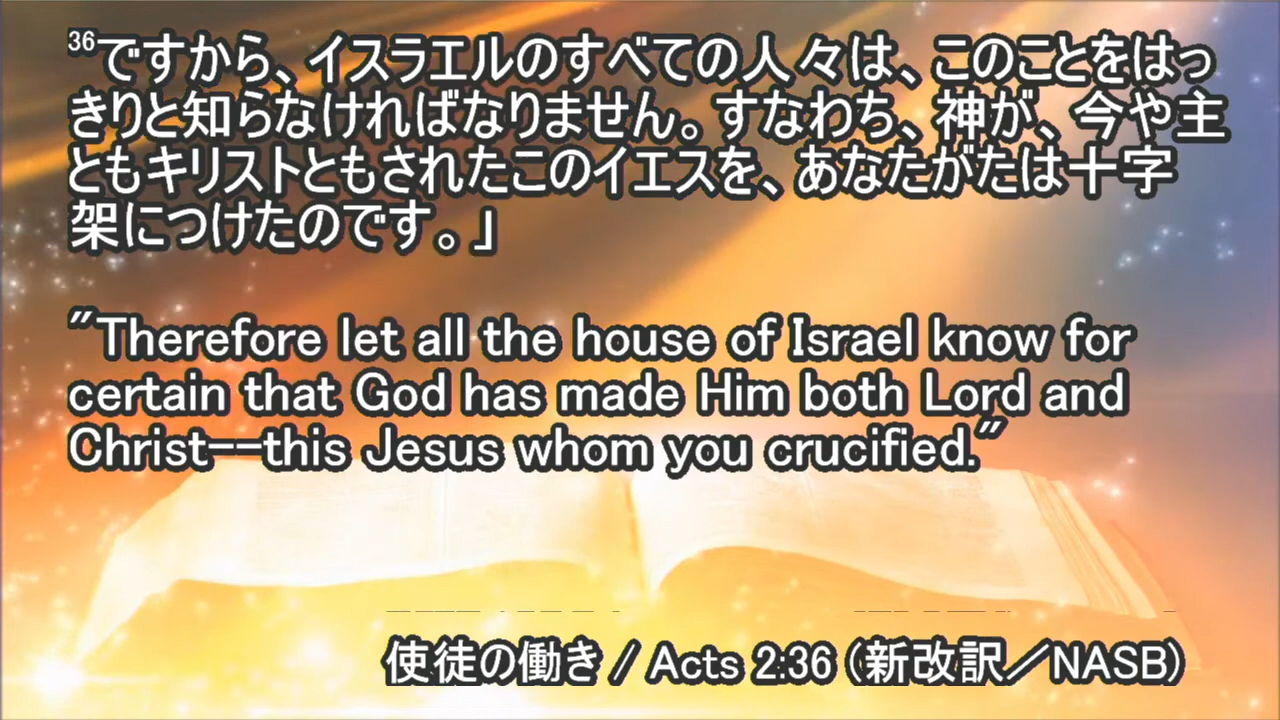 36ですから、イスラエルのすべての人々は、このことをはっ
きりと知らなければなりません。すなわち、神が、今や主
ともキリストともされたこのイエスを、あなたがたは十字
架につけたのです。」
"Therefore let all the house of Israel know for
certain that God has made Him both Lord and
Christ--this Jesus whom you crucified."
使徒の働き / Acts 2:36 (新改訳／NASB)